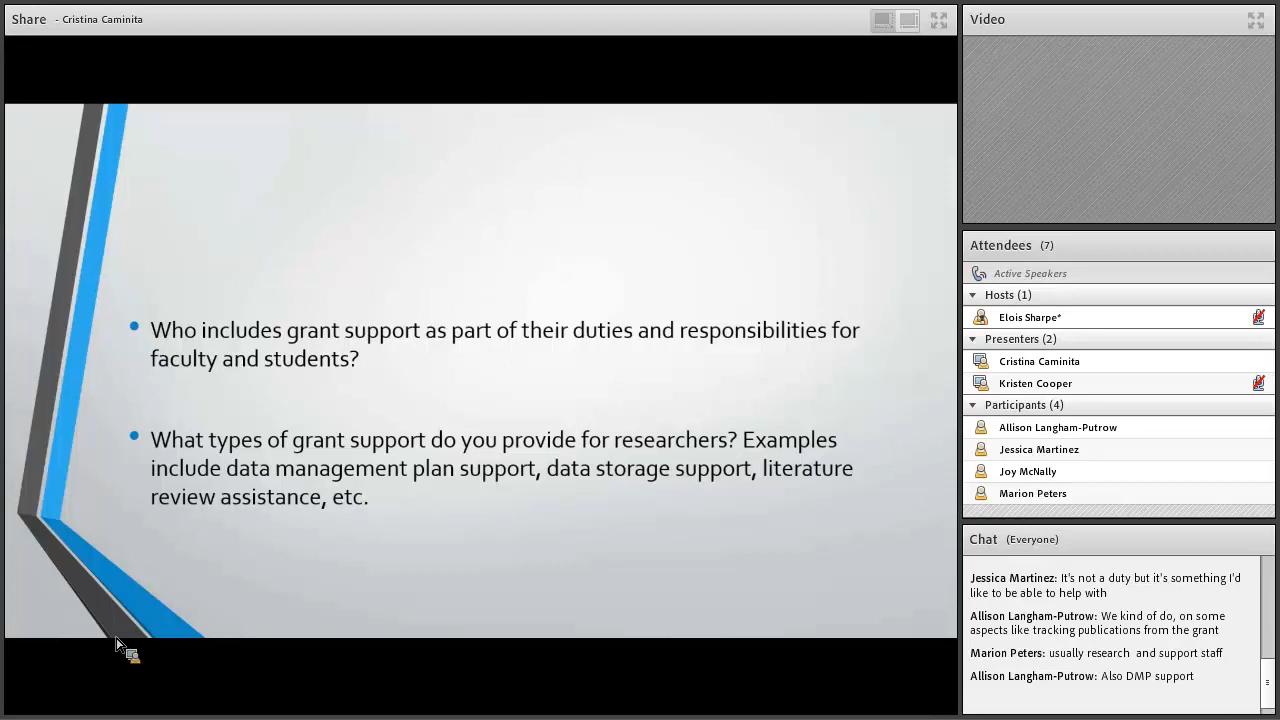 Share - Cristina Caminita
Who includes grant support as part of their duties and responsibilities for
faculty and students?
What types of grant support do you provide for researchers? Examples
include data management plan support, data storage support, literature
review assistance, etc.
Video
Attendees (7)
Active Speakers
Hosts (1)
Elois Sharpe*
Presenters (2)
Cristina Caminita
Kristen Cooper
Participants (4)
Allison Langham-Putrow
Jessica Martinez
Joy McNally
Marion Peters
Chat (Everyone)
Jessica Martinez: It's not a duty but it's something I'd
like to be able to help with
Allison Langham-Putrow: We kind of do, on some
aspects like tracking publications from the grant
Marion Peters: usually research and support staff
Allison Langham-Putrow: Also DMP support